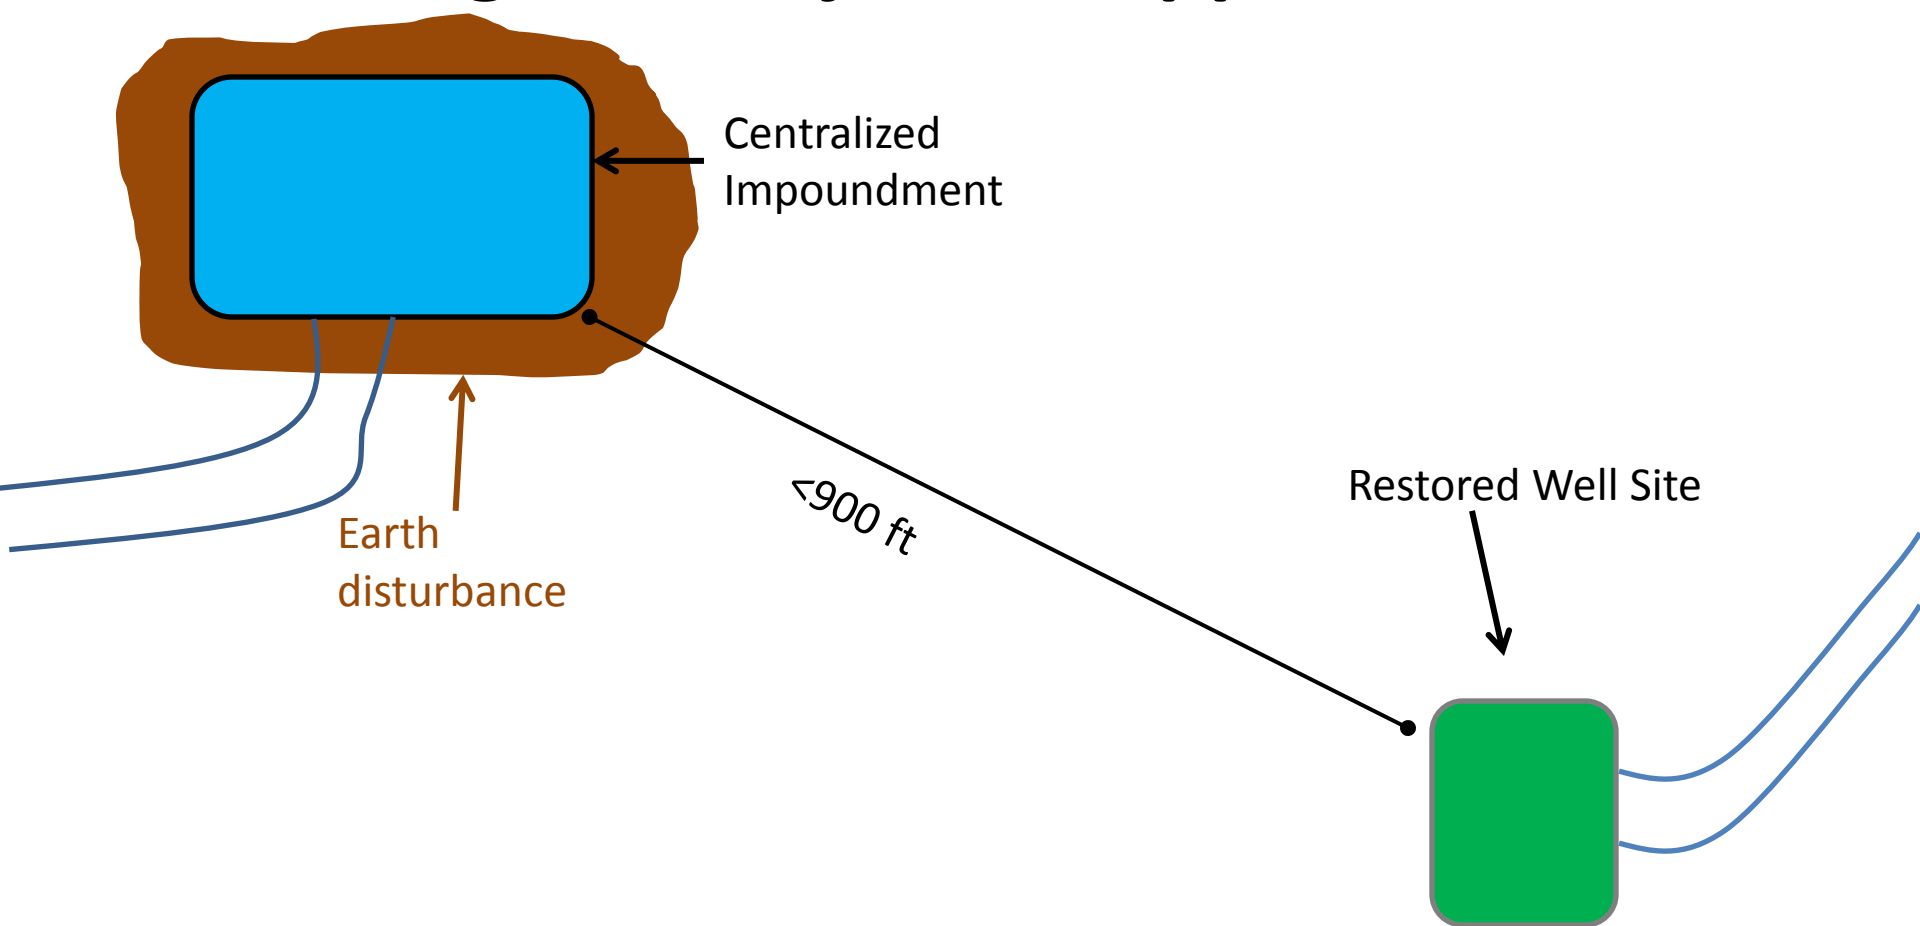 Centralized
Impoundment
<900 ft
Restored Well Site
Earth
disturbance